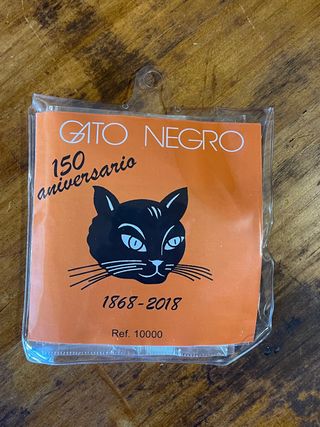 GATO NEGRO
150
aniversario
1868-2018
Ref. 10000